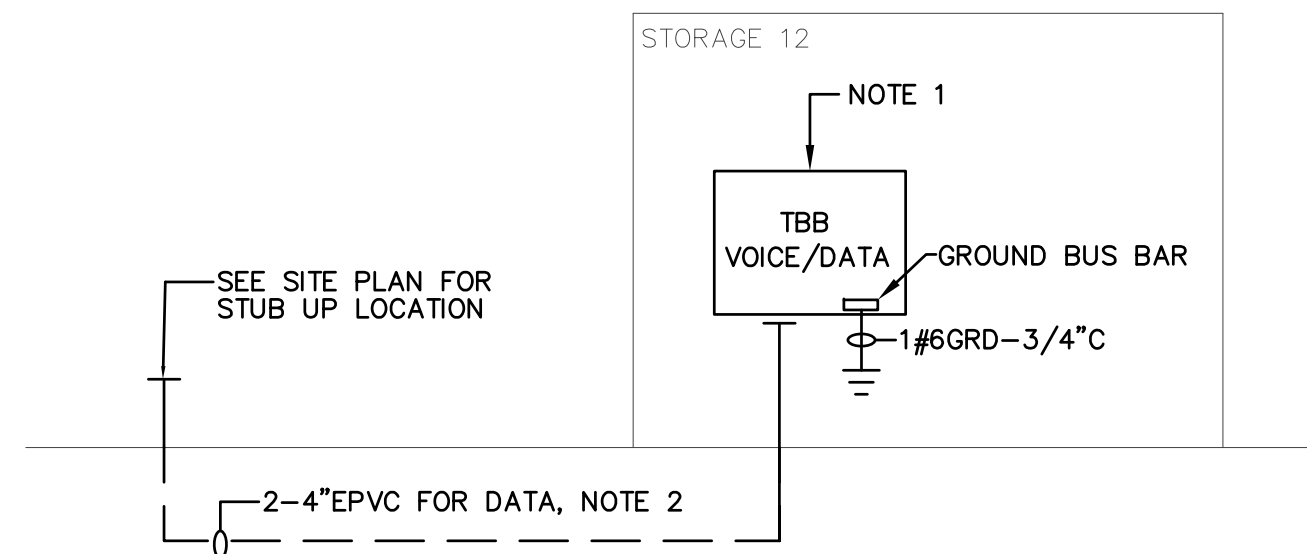 STORAGE 12
NOTE 1
TBB
VOICE/DATA
GROUND BUS BAR
SEE SITE PLAN FOR
STUB UP LOCATION
1#6GRD-3/4"C
2-4"EPVC FOR DATA, NOTE 2